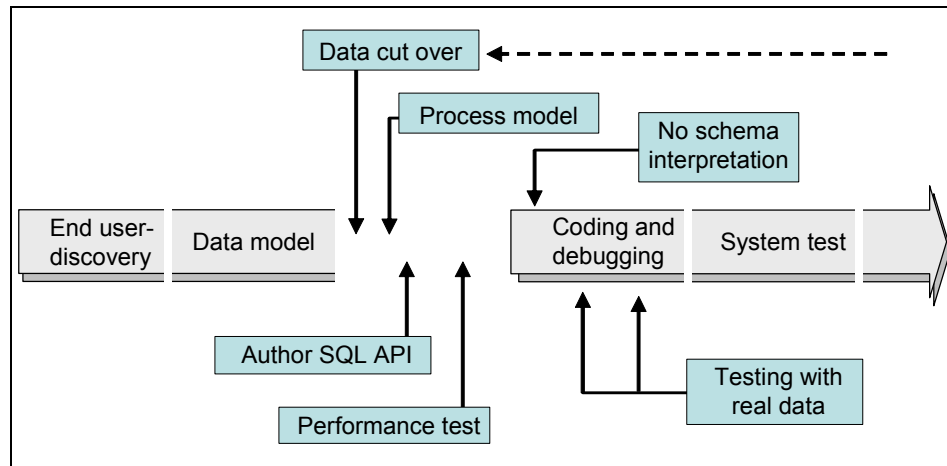 Data cut over
Process model
No schema
interpretation
End user-
discovery
Data model
Coding and
debugging
System test
Author SQL API
Testing with
real data
Performance test